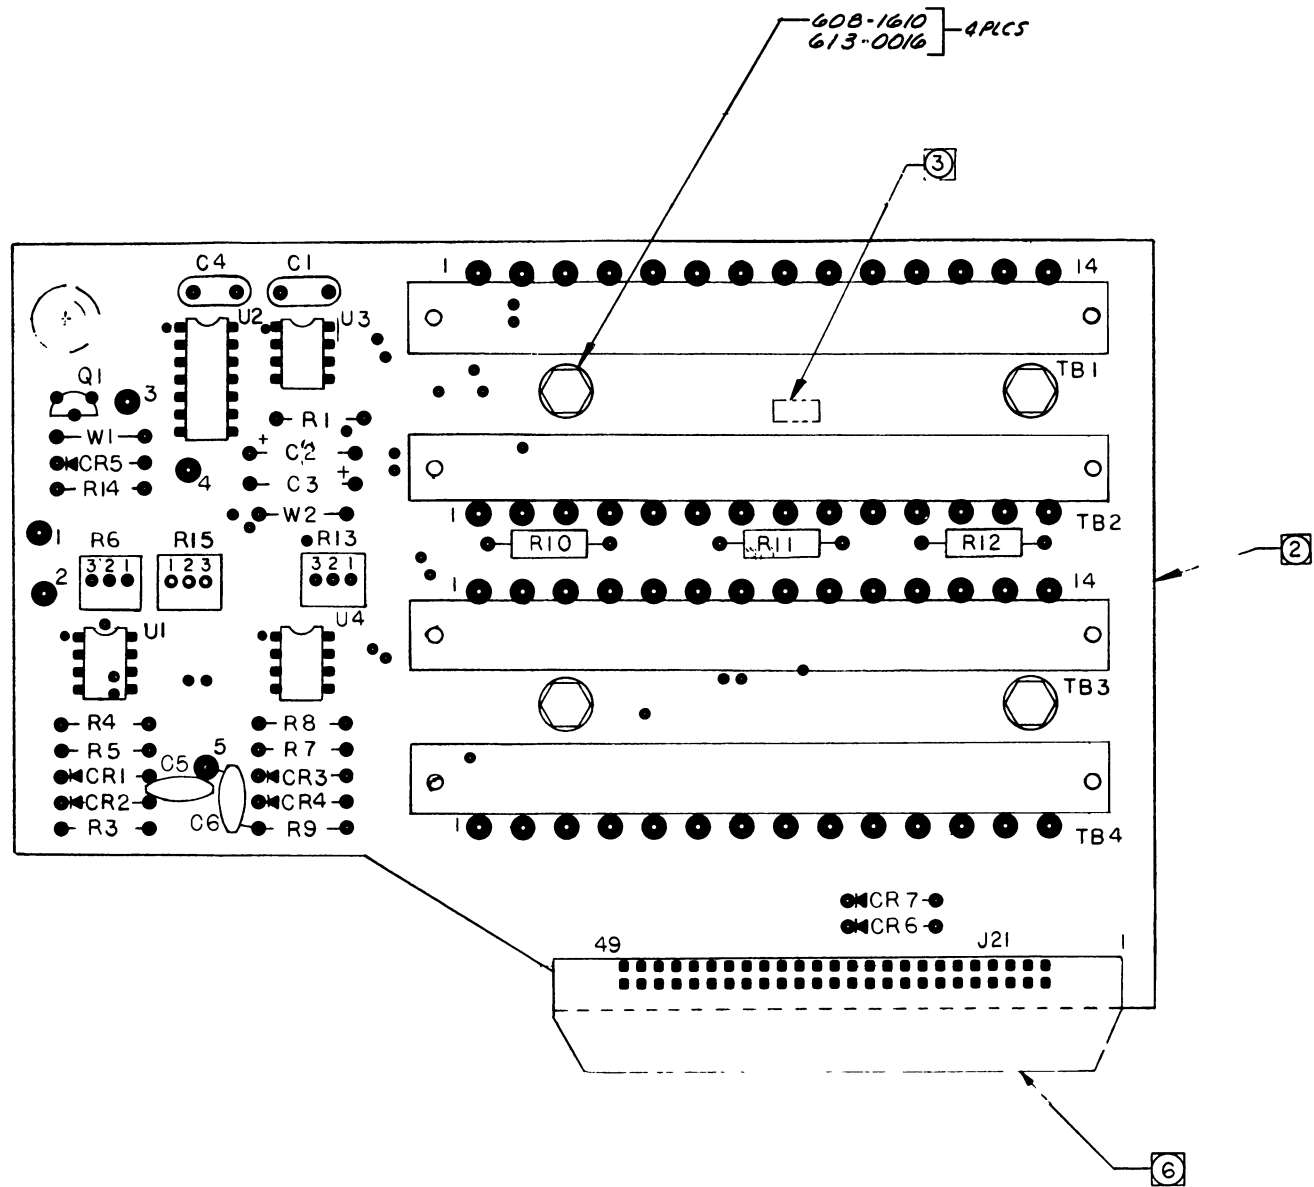 608-1610
613-0016
4PLCS
3
C4 C1
1 14
U2 U3
Q1
3
TB1
R1
W1
+
C2
CR5
+
C3
R14
4
W2
1
TB2
1
R6 R15 R13
R10 R11 R12
2
3 2 1
1 2 3
3 2 1
2
1 14
U1 U4
TB3
R4 R8
R5 R7
5
C5
CR1 CR3
CR2 CR4
C6
R3 R9
1
TB4
CR7
CR6
49 J21 1
6